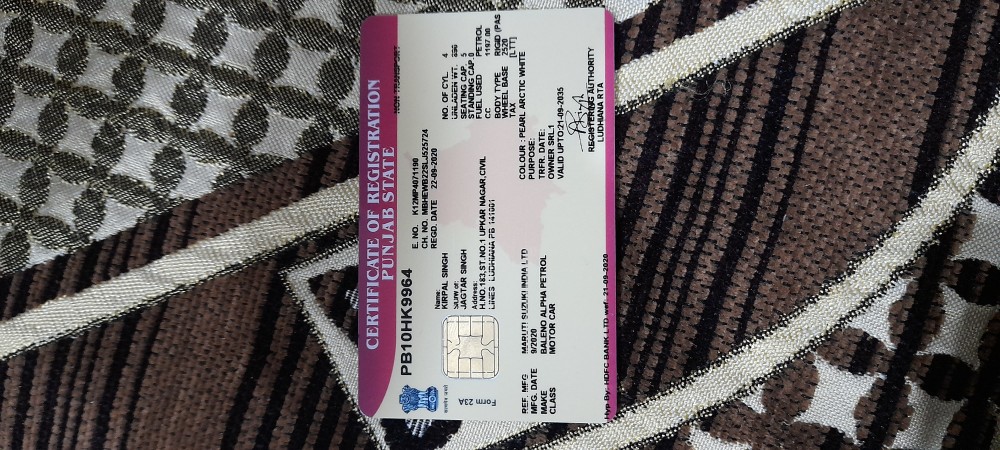 CERTIFICATE OF REGISTRATION
PUNJAB STATE
PB10HK9964
NON TRANSPORT
Form 23A
E. NO. K12MP4071190
CH. NO. MBHEWB22SLJ525724
REGD. DATE 22-09-2020
Name:
KIRPAL SINGH
S/D/W of:
JAGTAR SINGH
Address:
H.NO.183,ST.NO.1 UPKAR NAGAR,CIVIL
LINES LUDHIANA PB 141001
NO. OF CYL. 4
UNLADEN WT. 890
SEATING CAP. 5
STANDING CAP. 0
FUEL USED PETROL
CC 1197.00
BODY TYPE RIGID (PAS
WHEEL BASE 2520
TAX [LTT]
REF. MFG MARUTI SUZUKI INDIA LTD
MFG. DATE 9/2020
MAKE BALENO ALPHA PETROL
CLASS MOTOR CAR
COLOUR : PEARL ARCTIC WHITE
PURPOSE:
TRFR. DATE:
OWNER SRL1
VALID UPTO:21-09-2035
REGISTERING AUTHORITY
LUDHIANA RTA
Hyp By: HDFC BANK LTD wef. 21-09-2020